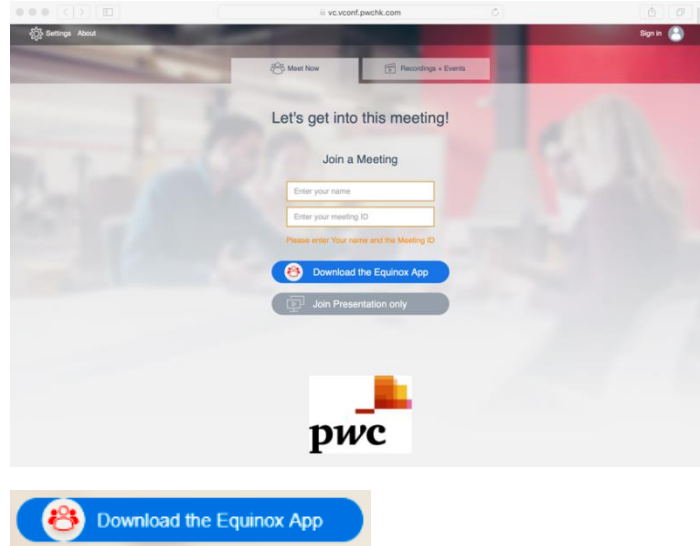 vc.vconf.pwchk.com
Settings About
Sign in
Meet Now
Recordings + Events
Let's get into this meeting!
Join a Meeting
Enter your name
Enter your meeting ID
Please enter Your name and the Meeting ID
Download the Equinox App
Join Presentation only
pwc
Download the Equinox App